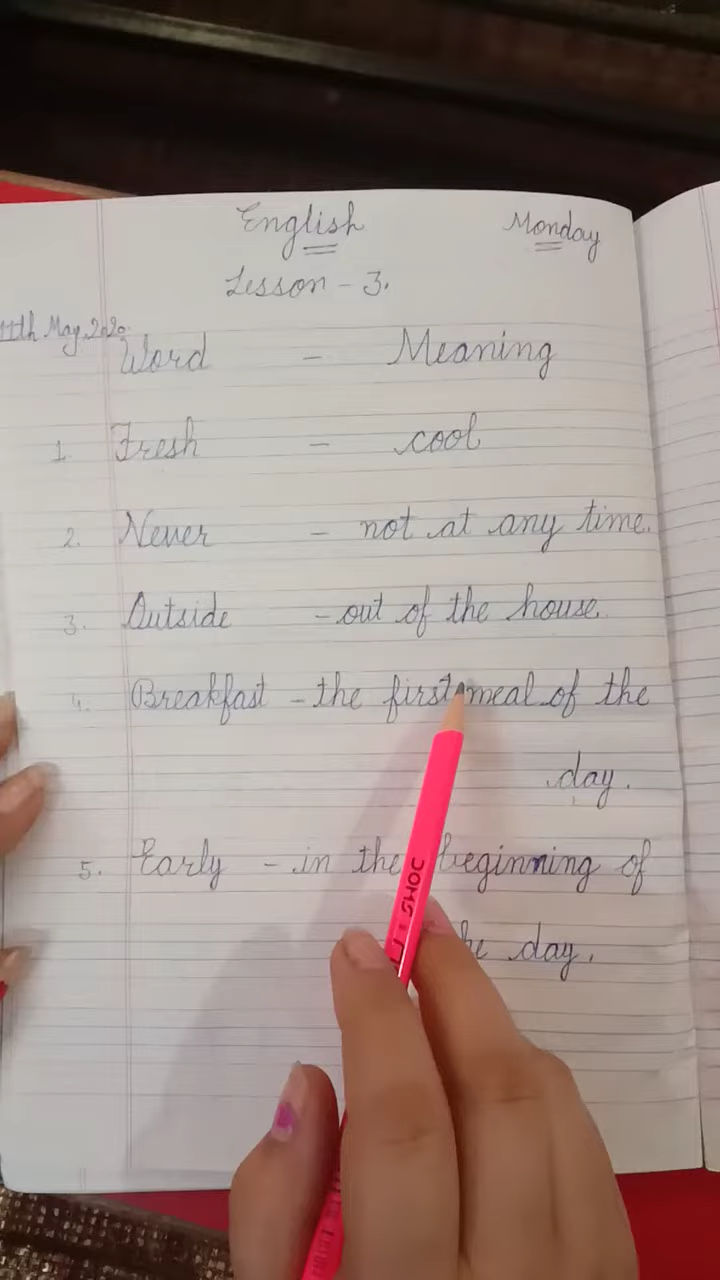 English Monday
Lesson - 3.
11th May, 2020.
Word - Meaning
1. Fresh - cool
2. Never - not at any time.
3. Outside - out of the house.
4. Breakfast - the first meal of the
day.
5. Early - in the beginning of
day.
DOMS